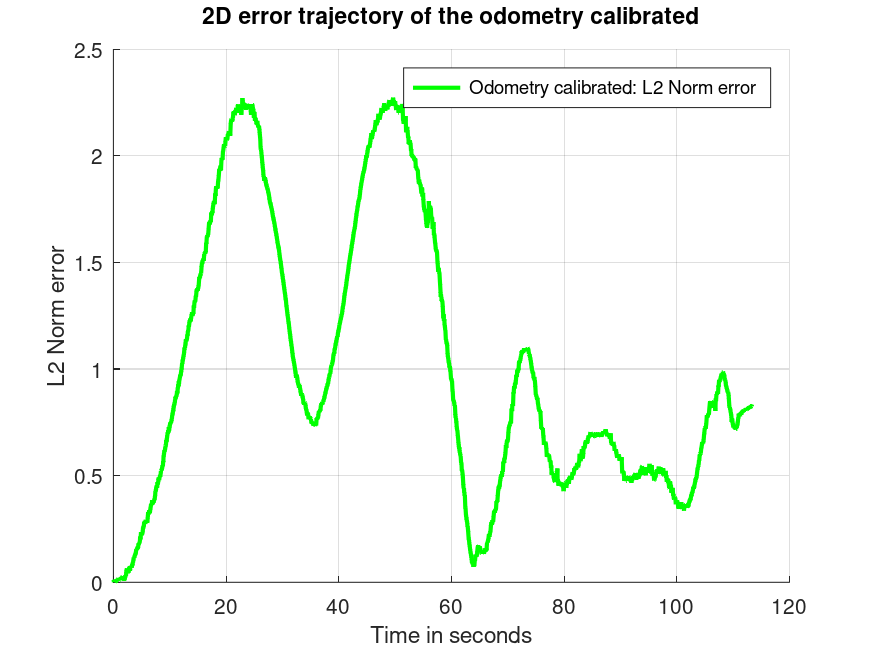 2D error trajectory of the odometry calibrated
2.5
Odometry calibrated: L2 Norm error
2
1.5
L2 Norm error
1
0.5
0
0 20 40 60 80 100 120
Time in seconds